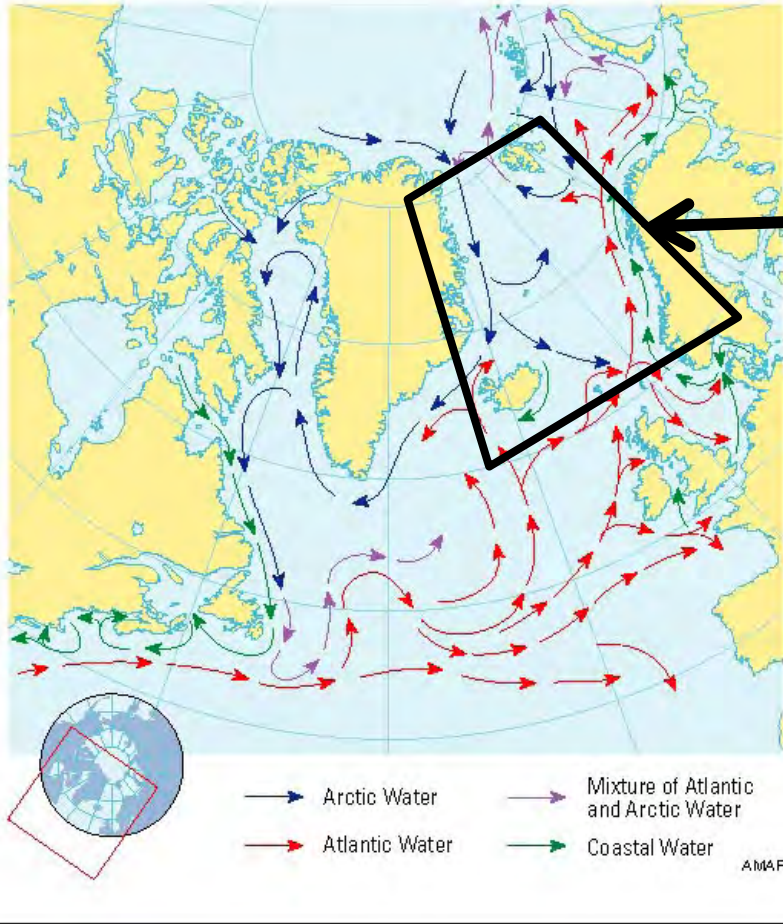 Arctic Water
Atlantic Water
Mixture of Atlantic
and Arctic Water
Coastal Water
AMAP